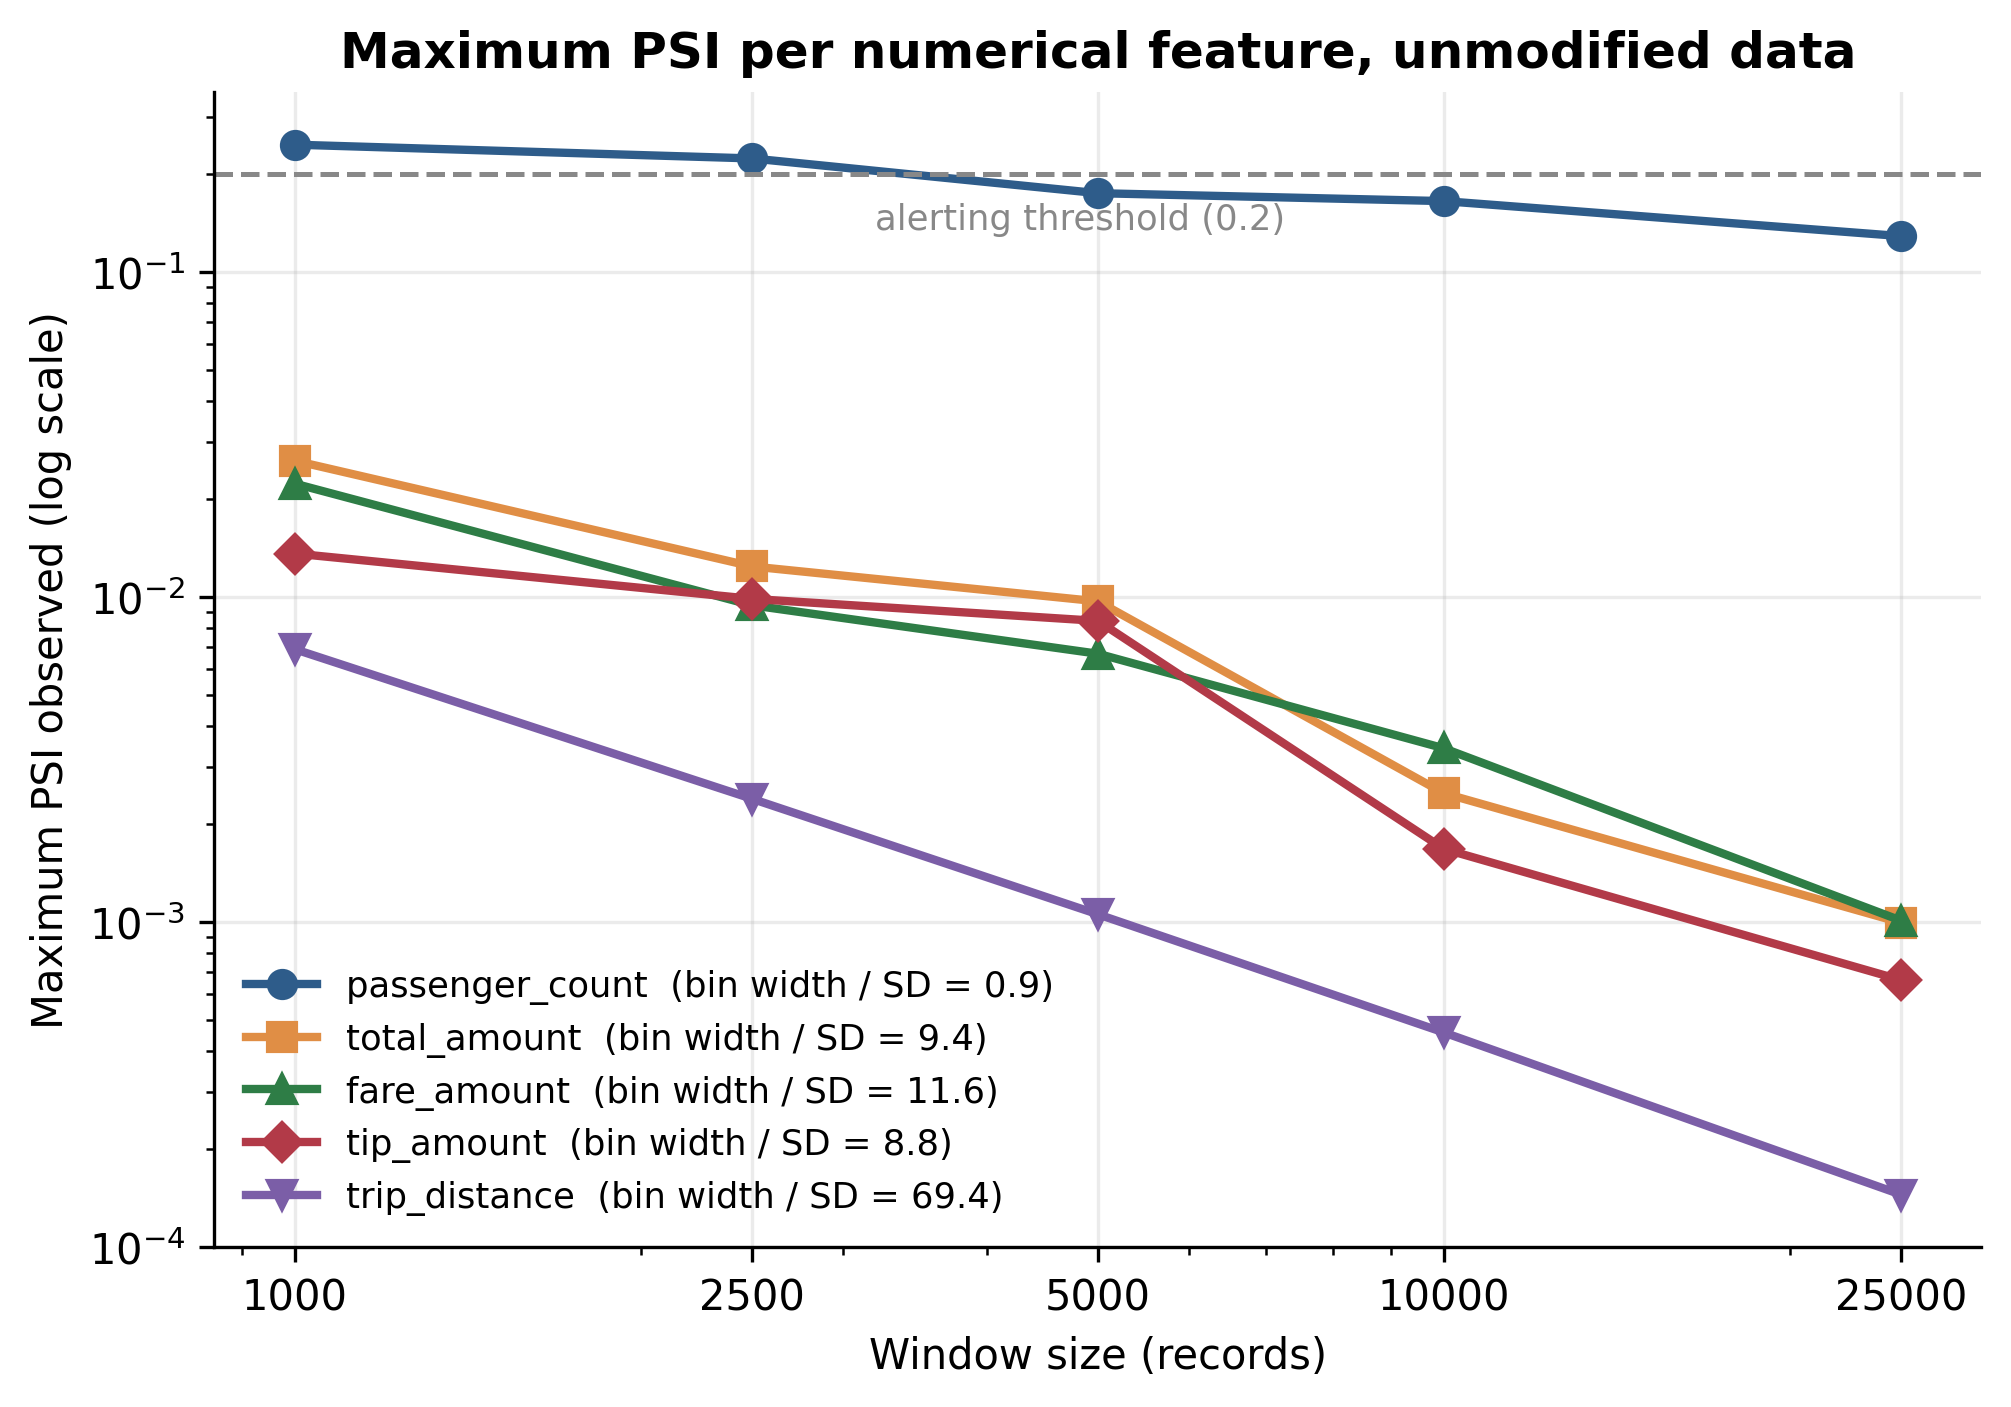 Maximum PSI per numerical feature, unmodified data
Maximum PSI observed (log scale)
10⁻¹
10⁻²
10⁻³
10⁻⁴
alerting threshold (0.2)
passenger_count (bin width / SD = 0.9)
total_amount (bin width / SD = 9.4)
fare_amount (bin width / SD = 11.6)
tip_amount (bin width / SD = 8.8)
trip_distance (bin width / SD = 69.4)
1000 2500 5000 10000 25000
Window size (records)